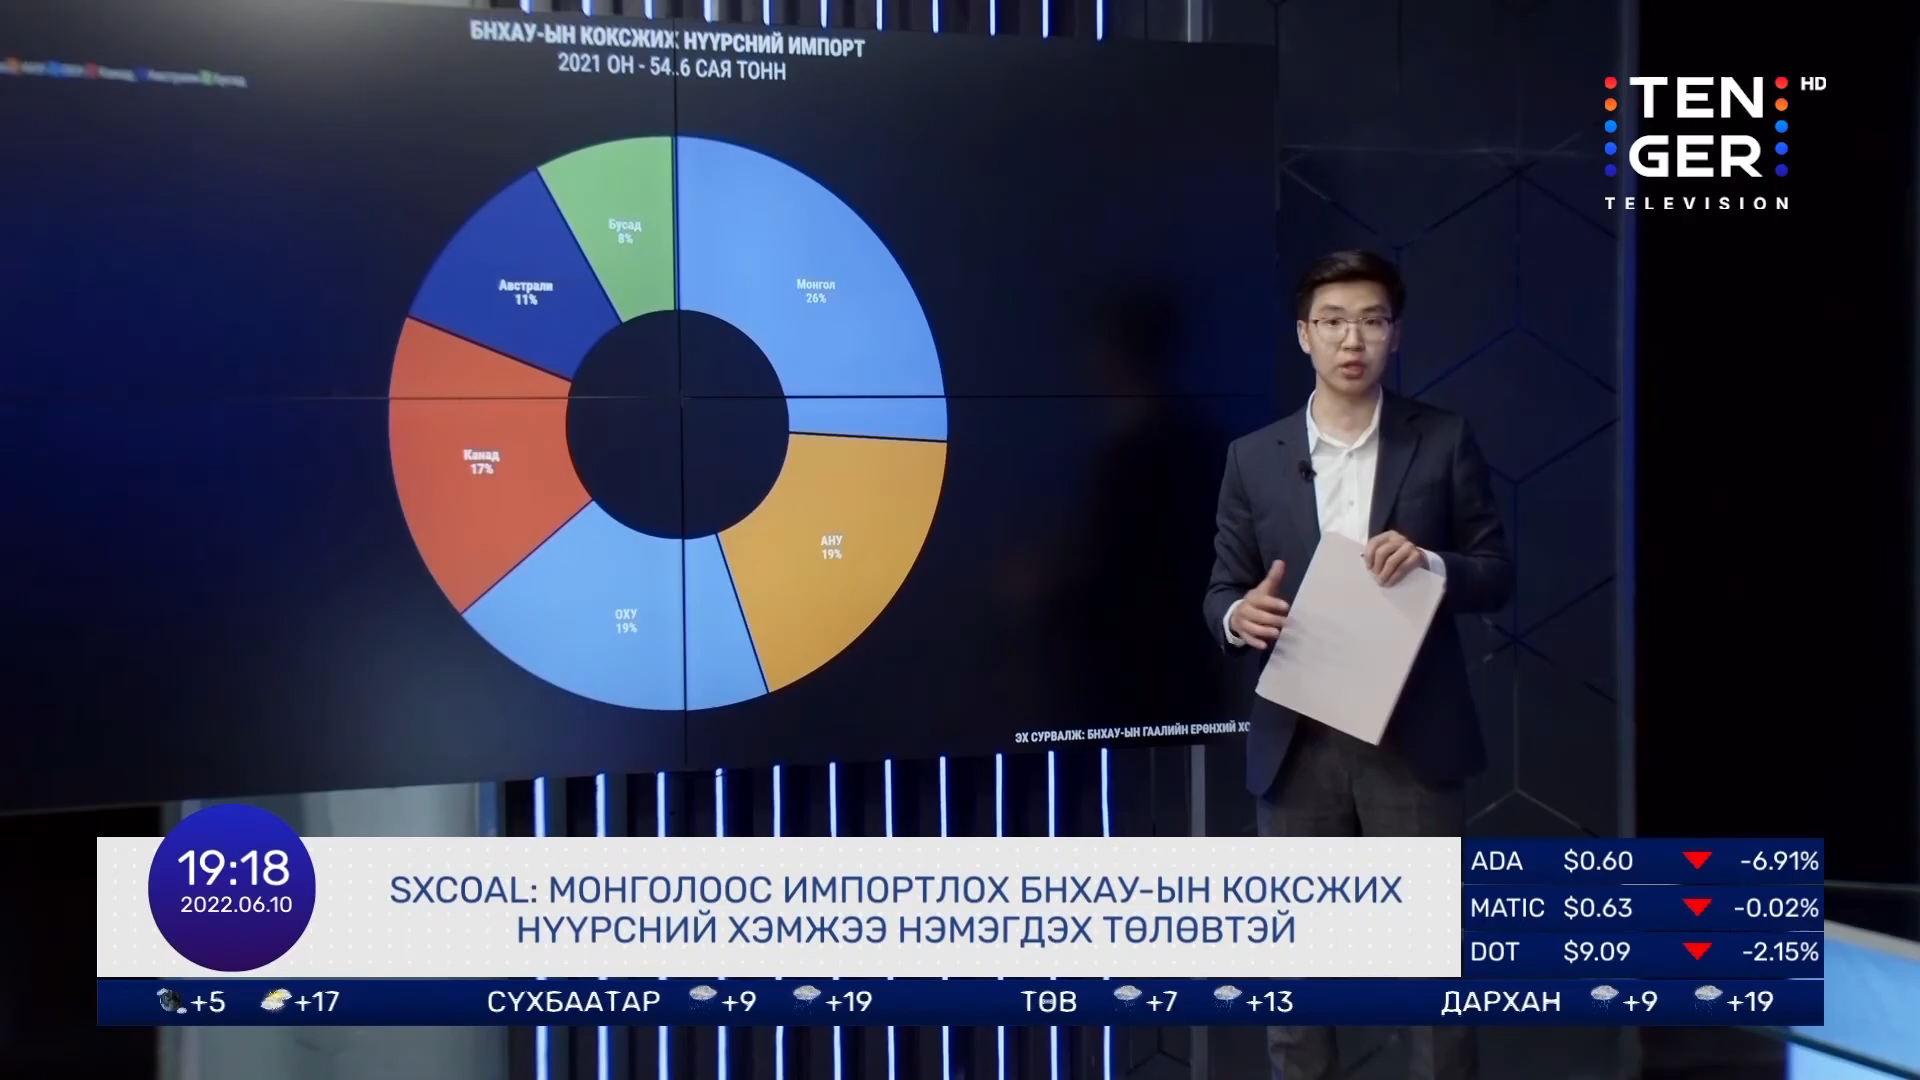 БНХАУ-ЫН КОКСЖИХ НҮҮРСНИЙ ИМПОРТ
2021 ОН - 54.6 САЯ ТОНН
TEN
GER
HD
TELEVISION
Бусад
8%
Монгол
26%
Австрали
11%
Канад
17%
АНУ
19%
ОХУ
19%
ЭХ СУРВАЛЖ: БНХАУ-ЫН ГААЛИЙН ЕРӨНХИЙ
19:18
2022.06.10
SXCOAL: МОНГОЛООС ИМПОРТЛОХ БНХАУ-ЫН КОКСЖИХ
НҮҮРСНИЙ ХЭМЖЭЭ НЭМЭГДЭХ ТӨЛӨВТЭЙ
ADA $0.60 -6.91%
MATIC $0.63 -0.02%
DOT $9.09 -2.15%
+5 +17 СҮХБААТАР +9 +19 ТӨВ +7 +13 ДАРХАН +9 +19